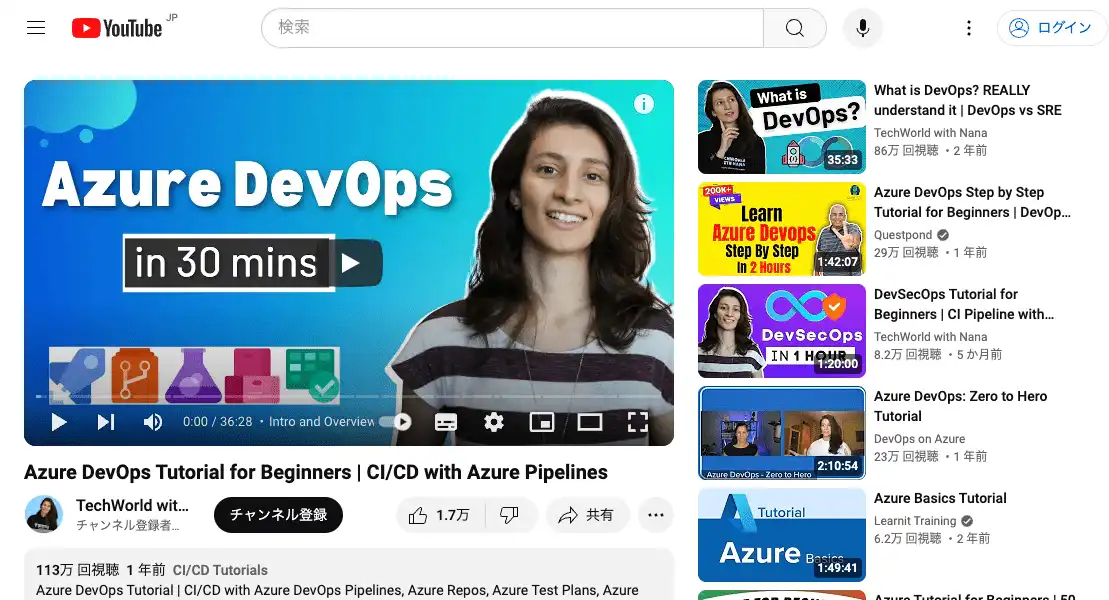 YouTube JP
検索
ログイン
Azure DevOps
in 30 mins
0:00 / 36:28 • Intro and Overview
Azure DevOps Tutorial for Beginners | CI/CD with Azure Pipelines
TechWorld wit...
チャンネル登録者...
チャンネル登録
1.7万
共有
113万 回視聴 1 年前 CI/CD Tutorials
Azure DevOps Tutorial | CI/CD with Azure DevOps Pipelines, Azure Repos, Azure Test Plans, Azure
What is
DevOps?
35:33
What is DevOps? REALLY
understand it | DevOps vs SRE
TechWorld with Nana
86万 回視聴 • 2 年前
200K+
VIEWS
Learn
Azure Devops
Step By Step
In 2 Hours
1:42:07
Azure DevOps Step by Step
Tutorial for Beginners | DevOp...
Questpond
29万 回視聴 • 1 年前
DevSecOps
IN 1 HOUR
1:20:00
DevSecOps Tutorial for
Beginners | CI Pipeline with...
TechWorld with Nana
8.2万 回視聴 • 5 か月前
Azure DevOps - Zero to Hero
2:10:54
Azure DevOps: Zero to Hero
Tutorial
DevOps on Azure
23万 回視聴 • 1 年前
Tutorial
Azure Basics
1:49:41
Azure Basics Tutorial
Learnit Training
6.2万 回視聴 • 2 年前
Azure Tutorial for Beginners | 50